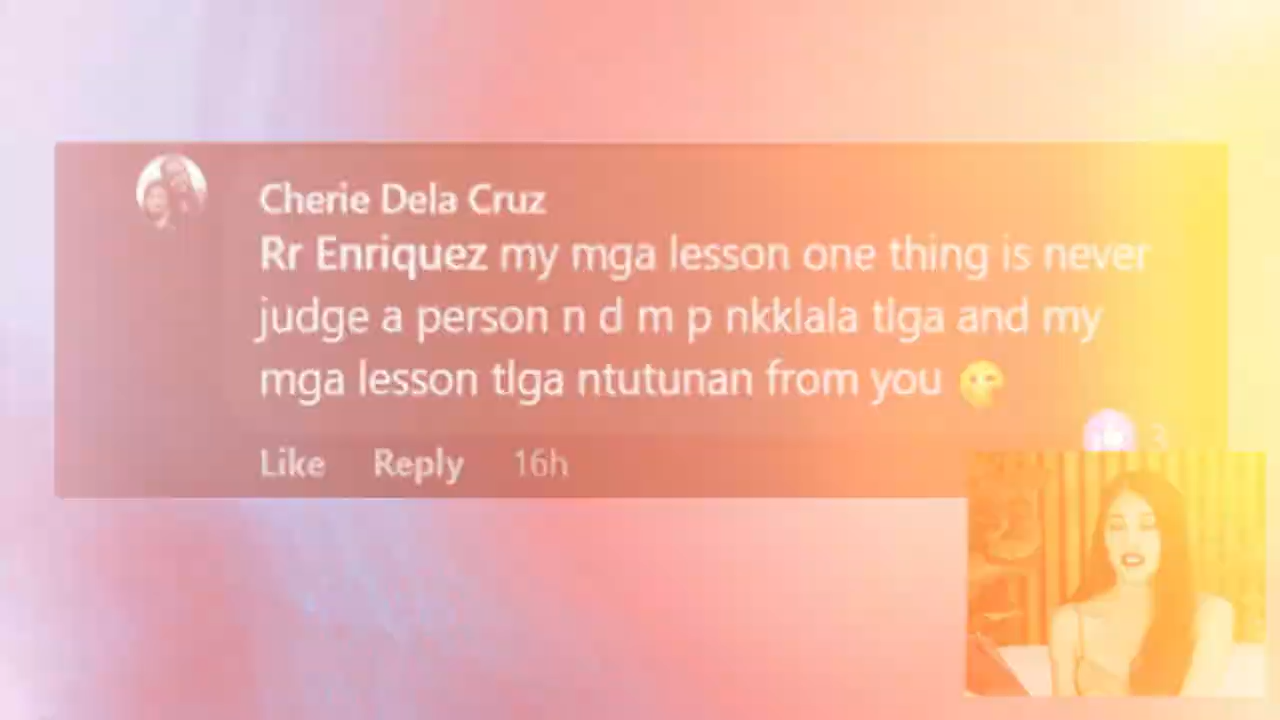 Cherie Dela Cruz
Rr Enriquez my mga lesson one thing is never
judge a person n d m p nkklala tlga and my
mga lesson tlga ntutunan from you 🤗
Like Reply 16h
3